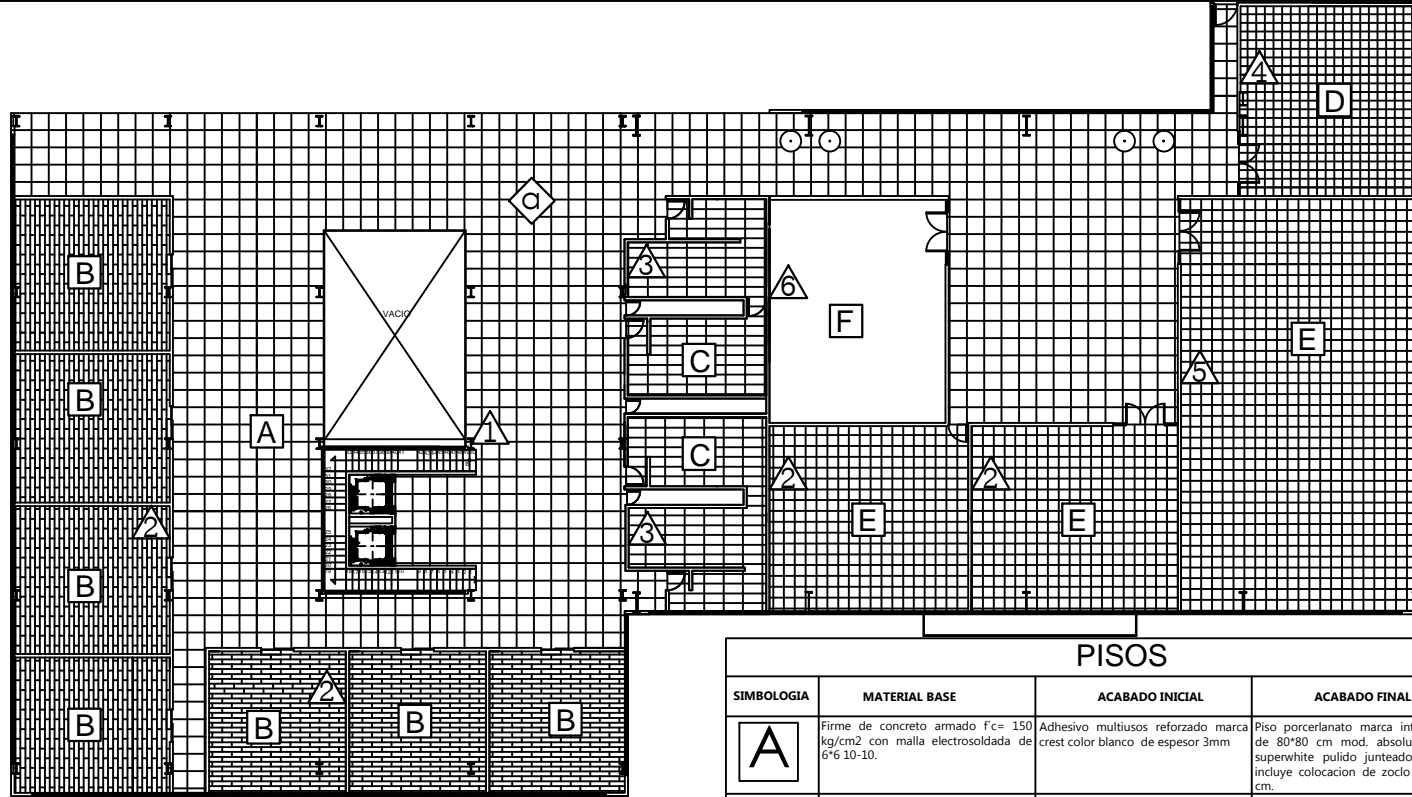 4
D
a
B
3
6
VACIO
F
E
C
5
B
A
1
C
2
2
2
E
E
B
3
2
B
B
B
B
PISOS
SIMBOLOGIA
MATERIAL BASE
ACABADO INICIAL
ACABADO FINAL
A
Firme de concreto armado f´c= 150
kg/cm2 con malla electrosoldada de
6*6 10-10.
Adhesivo multiusos reforzado marca
crest color blanco de espesor 3mm
Piso porcerlanato marca int
de 80*80 cm mod. absolu
superwhite pulido junteado
incluye colocacion de zoclo
cm.